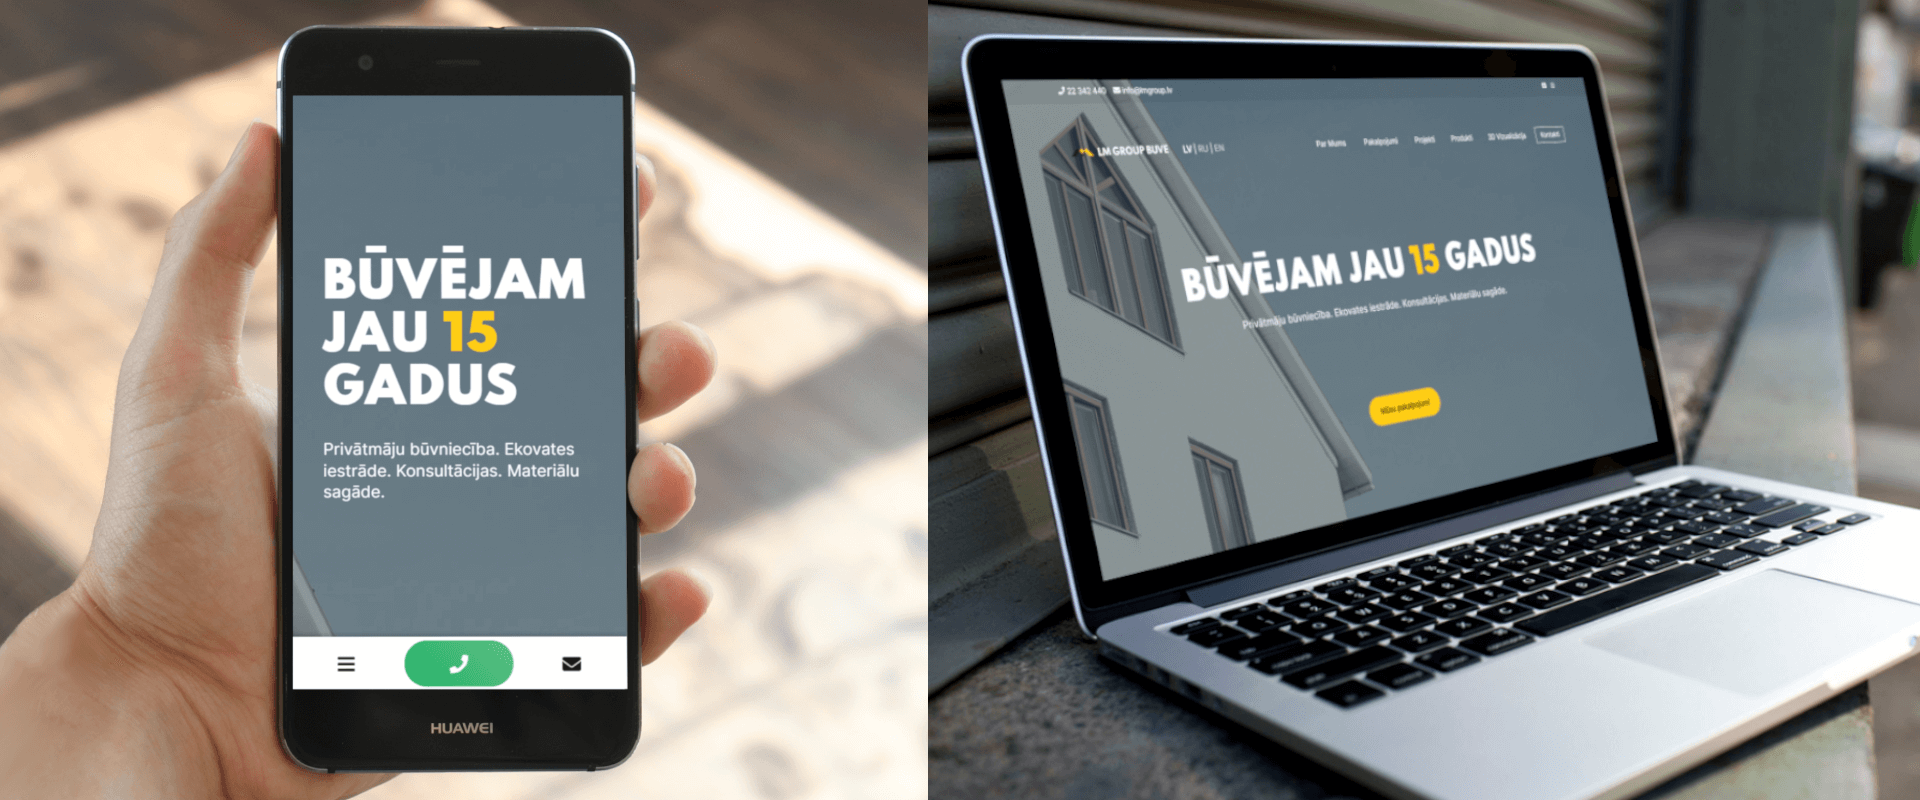 BŪVĒJAM
JAU 15
GADUS
Privātmāju būvniecība. Ekovates
iestrāde. Konsultācijas. Materiālu
sagāde.
HUAWEI
22 342 440 info@lmgroup.lv
LM GROUP BUVE LV | RU | EN
Par Mums Pakalpojumi Projekti Produkti 3D Vizualizācija Kontakti
BŪVĒJAM JAU 15 GADUS
Privātmāju būvniecība. Ekovates iestrāde. Konsultācijas. Materiālu sagāde.
Mūsu pakalpojumi